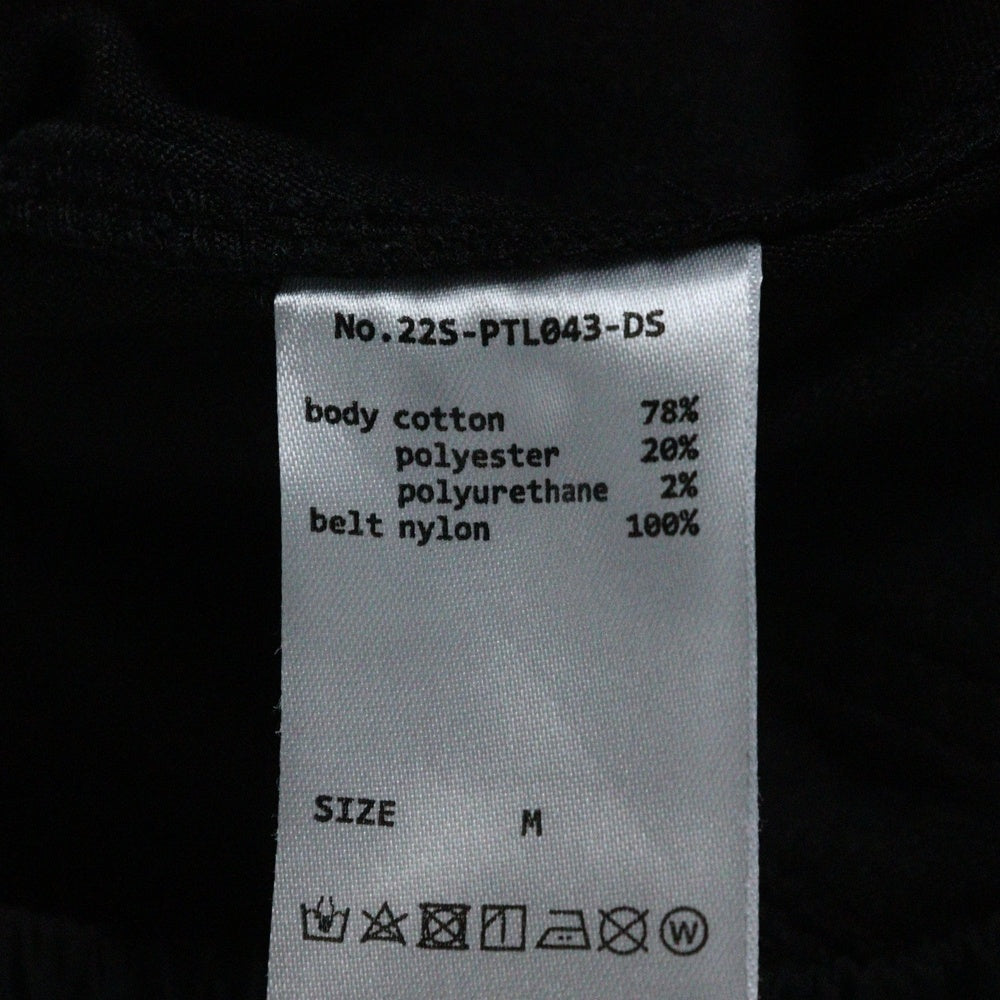 No.22S-PTL043-DS
body cotton 78%
polyester 20%
polyurethane 2%
belt nylon 100%
SIZE M
W